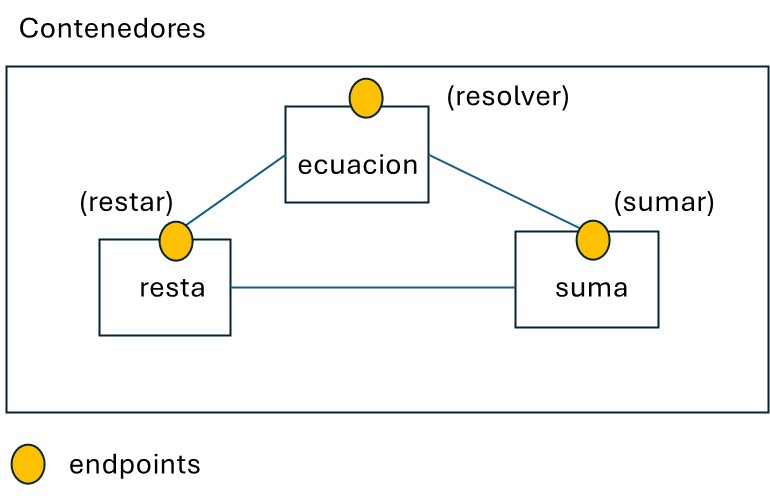 Contenedores
(resolver)
ecuacion
(restar)
(sumar)
resta
suma
endpoints